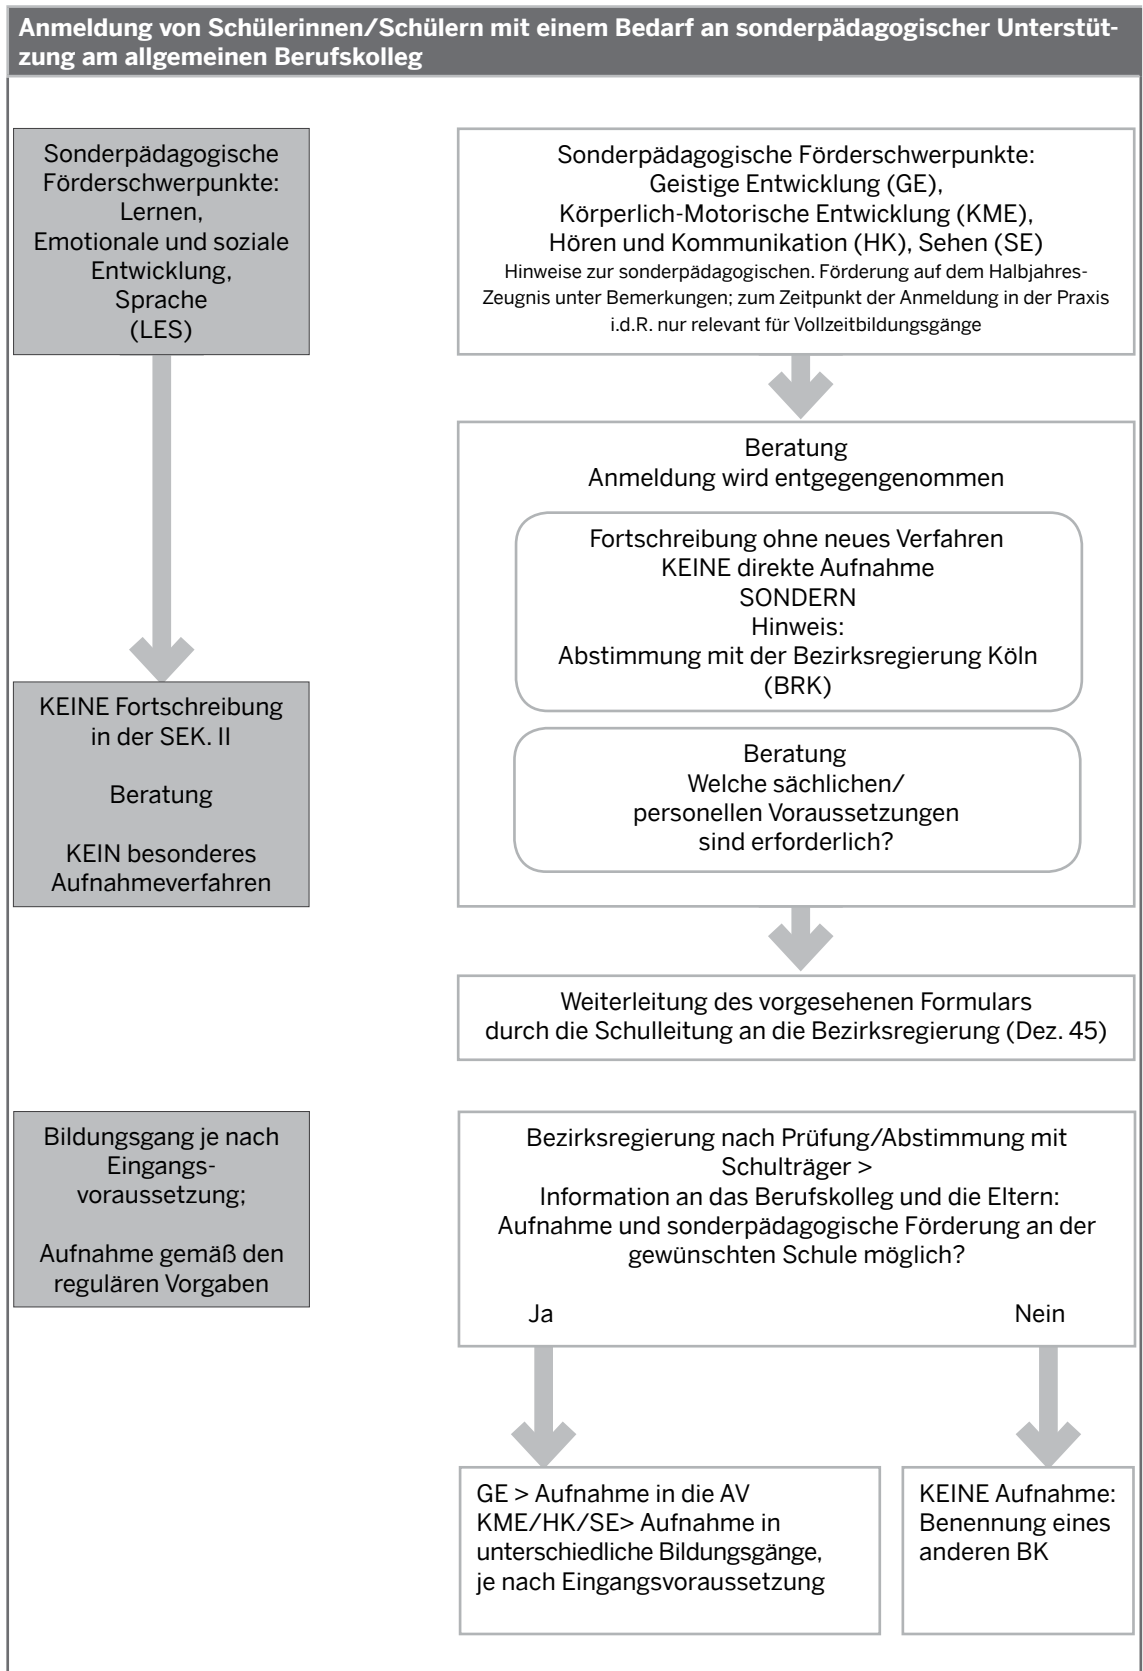 Anmeldung von Schülerinnen/Schülern mit einem Bedarf an sonderpädagogischer Unterstüt-
zung am allgemeinen Berufskolleg
Sonderpädagogische
Förderschwerpunkte:
Lernen,
Emotionale und soziale
Entwicklung,
Sprache
(LES)
KEINE Fortschreibung
in der SEK. II
Beratung
KEIN besonderes
Aufnahmeverfahren
Bildungsgang je nach
Eingangs-
voraussetzung;
Aufnahme gemäß den
regulären Vorgaben
Sonderpädagogische Förderschwerpunkte:
Geistige Entwicklung (GE),
Körperlich-Motorische Entwicklung (KME),
Hören und Kommunikation (HK), Sehen (SE)
Hinweise zur sonderpädagogischen. Förderung auf dem Halbjahres-
Zeugnis unter Bemerkungen; zum Zeitpunkt der Anmeldung in der Praxis
i.d.R. nur relevant für Vollzeitbildungsgänge
Beratung
Anmeldung wird entgegengenommen
Fortschreibung ohne neues Verfahren
KEINE direkte Aufnahme
SONDERN
Hinweis:
Abstimmung mit der Bezirksregierung Köln
(BRK)
Beratung
Welche sächlichen/
personellen Voraussetzungen
sind erforderlich?
Weiterleitung des vorgesehenen Formulars
durch die Schulleitung an die Bezirksregierung (Dez. 45)
Bezirksregierung nach Prüfung/Abstimmung mit
Schulträger >
Information an das Berufskolleg und die Eltern:
Aufnahme und sonderpädagogische Förderung an der
gewünschten Schule möglich?
Ja
Nein
GE > Aufnahme in die AV
KME/HK/SE> Aufnahme in
unterschiedliche Bildungsgänge,
je nach Eingangsvoraussetzung
KEINE Aufnahme:
Benennung eines
anderen BK